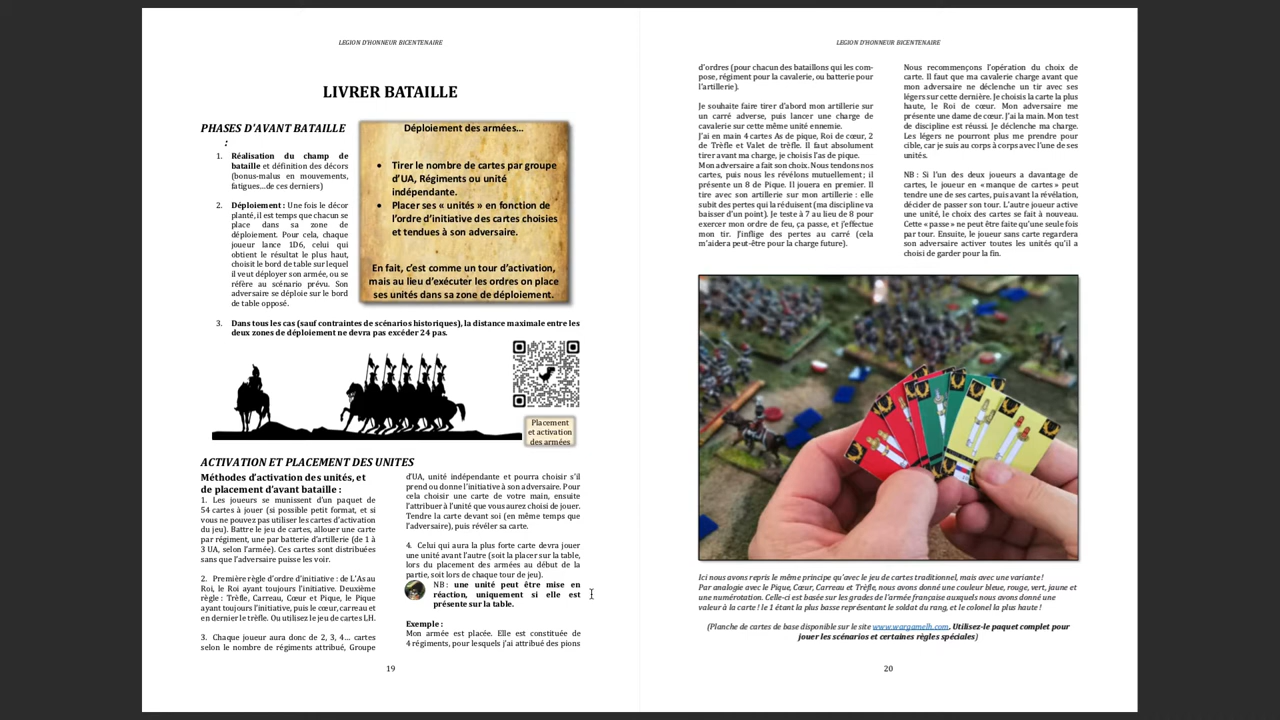 LEGION D'HONNEUR BICENTENAIRE
LIVRER BATAILLE
PHASES D'AVANT BATAILLE
:
1. Réalisation du champ de
bataille et définition des décors
(bonus-malus en mouvements,
fatigues…de ces derniers)
2. Déploiement : Une fois le décor
planté, il est temps que chacun se
place dans sa zone de
déploiement. Pour cela, chaque
joueur lance 1D6, celui qui
obtient le résultat le plus haut,
choisit le bord de table sur lequel
il veut déployer son armée, ou se
réfère au scénario prévu. Son
adversaire se déploie sur le bord
de table opposé.
Déploiement des armées…
• Tirer le nombre de cartes par groupe
d'UA, Régiments ou unité
indépendante.
• Placer ses « unités » en fonction de
l'ordre d'initiative des cartes choisies
et tendues à son adversaire.
En fait, c'est comme un tour d'activation,
mais au lieu d'exécuter les ordres on place
ses unités dans sa zone de déploiement.
3. Dans tous les cas (sauf contraintes de scénarios historiques), la distance maximale entre les
deux zones de déploiement ne devra pas excéder 24 pas.
Placement
et activation
des armées
ACTIVATION ET PLACEMENT DES UNITES
Méthodes d'activation des unités, et
de placement d'avant bataille :
1. Les joueurs se munissent d'un paquet de
54 cartes à jouer (si possible petit format, et si
vous ne pouvez pas utiliser les cartes d'activation
du jeu). Battre le jeu de cartes, allouer une carte
par régiment, une par batterie d'artillerie (de 1 à
3 UA, selon l'armée). Ces cartes sont distribuées
sans que l'adversaire puisse les voir.
2. Première règle d'ordre d'initiative : de L'As au
Roi, le Roi ayant toujours l'initiative. Deuxième
règle : Trèfle, Carreau, Cœur et Pique, le Pique
ayant toujours l'initiative, puis le cœur, carreau et
en dernier le trèfle. Ou utilisez le jeu de cartes LH.
3. Chaque joueur aura donc de 2, 3, 4… cartes
selon le nombre de régiments attribué, Groupe
d'UA, unité indépendante et pourra choisir s'il
prend ou donne l'initiative à son adversaire. Pour
cela choisir une carte de votre main, ensuite
l'attribuer à l'unité que vous aurez choisi de jouer.
Tendre la carte devant soi (en même temps que
l'adversaire), puis révéler sa carte.
4. Celui qui aura la plus forte carte devra jouer
une unité avant l'autre (soit la placer sur la table,
lors du placement des armées au début de la
partie, soit lors de chaque tour de jeu).
NB : une unité peut être mise en
réaction, uniquement si elle est
présente sur la table.
Exemple :
Mon armée est placée. Elle est constituée de
4 régiments, pour lesquels j'ai attribué des pions
19
LEGION D'HONNEUR BICENTENAIRE
d'ordres (pour chacun des bataillons qui les com-
pose, régiment pour la cavalerie, ou batterie pour
l'artillerie).
Je souhaite faire tirer d'abord mon artillerie sur
un carré adverse, puis lancer une charge de
cavalerie sur cette même unité ennemie.
J'ai en main 4 cartes As de pique, Roi de cœur, 2
de Trèfle et Valet de trèfle. Il faut absolument
tirer avant ma charge, je choisis l'as de pique.
Mon adversaire a fait son choix. Nous tendons nos
cartes, puis nous les révélons mutuellement ; il
présente un 8 de Pique. Il jouera en premier. Il
tire avec son artillerie sur mon artillerie : elle
subit des pertes qui la réduisent (ma discipline va
baisser d'un point). Je teste à 7 au lieu de 8 pour
exercer mon ordre de feu, ça passe, et j'effectue
mon tir. J'inflige des pertes au carré (cela
m'aidera peut-être pour la charge future).
Nous recommençons l'opération du choix de
carte. Il faut que ma cavalerie charge avant que
mon adversaire ne déclenche un tir avec ses
légers sur cette dernière. Je choisis la carte la plus
haute, le Roi de cœur. Mon adversaire me
présente une dame de cœur. J'ai la main. Mon test
de discipline est réussi. Je déclenche ma charge.
Les légers ne pourront plus me prendre pour
cible, car je suis au corps à corps avec l'une de ses
unités.
NB : Si l'un des deux joueurs a davantage de
cartes, le joueur en « manque de cartes » peut
tendre une de ses cartes, puis avant la révélation,
décider de passer son tour. L'autre joueur active
une unité, le choix des cartes se fait à nouveau.
Cette « passe » ne peut être faite qu'une seule fois
par tour. Ensuite, le joueur sans carte regardera
son adversaire activer toutes les unités qu'il a
choisi de garder pour la fin.
Ici nous avons repris le même principe qu'avec le jeu de cartes traditionnel, mais avec une variante !
Par analogie avec le Pique, Cœur, Carreau et Trèfle, nous avons donné une couleur bleue, rouge, vert, jaune et
une numérotation. Celle-ci est basée sur les grades de l'armée française auxquels nous avons donné une
valeur à la carte ! le 1 étant la plus basse représentant le soldat du rang, et le colonel la plus haute !
(Planche de cartes de base disponible sur le site www.wargamelh.com. Utilisez-le paquet complet pour
jouer les scénarios et certaines règles spéciales)
20